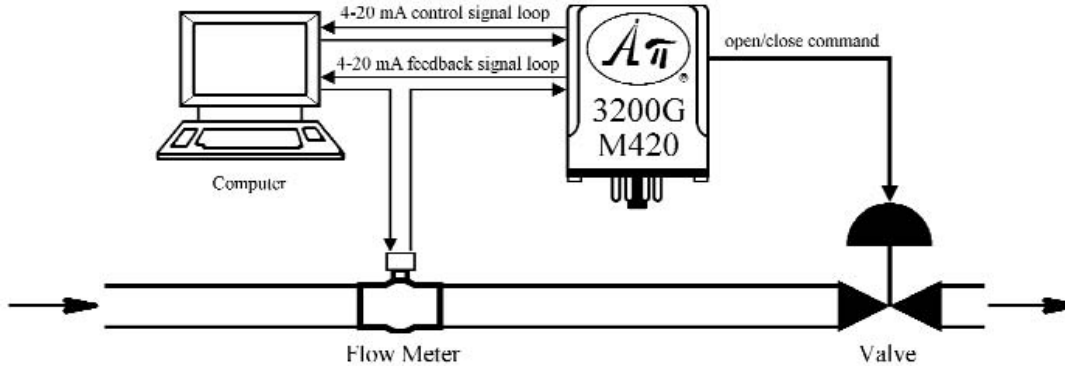 4-20 mA control signal loop
4-20 mA feedback signal loop
Aπ
®
3200G
M420
open/close command
Computer
Flow Meter
Valve